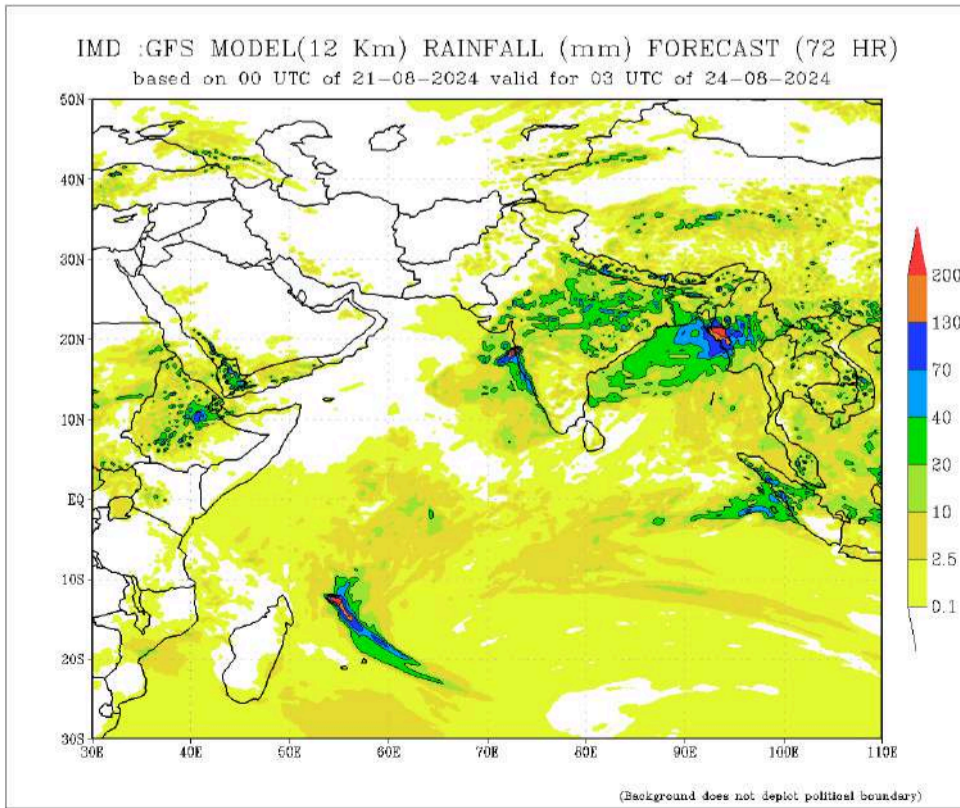 IMD :GFS MODEL(12 Km) RAINFALL (mm) FORECAST (72 HR)
based on 00 UTC of 21-08-2024 valid for 03 UTC of 24-08-2024
50N
40N
30N
20N
10N
EQ
10S
20S
30S
30E 40E 50E 60E 70E 80E 90E 100E 110E
200
130
70
40
20
10
2.5
0.1
(Background does not depict political boundary)